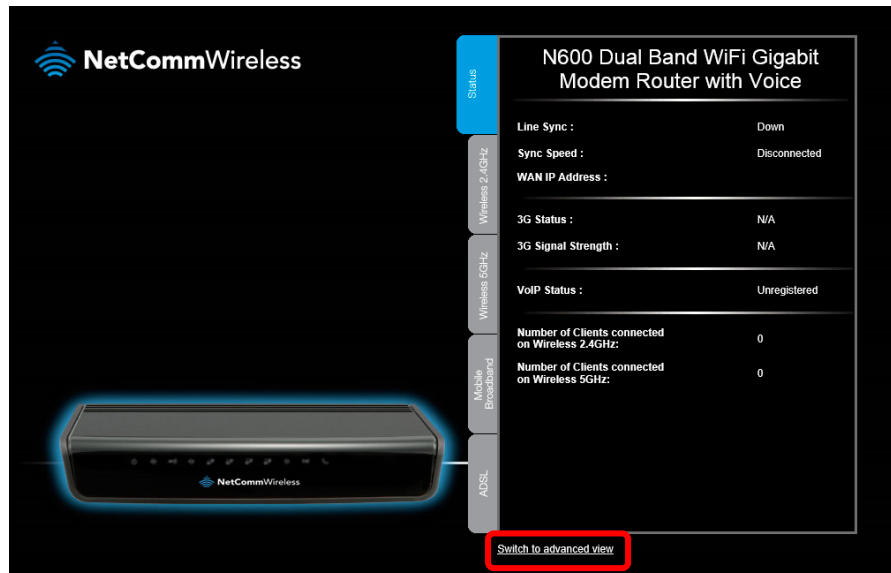 NetCommWireless
Status
N600 Dual Band WiFi Gigabit
Modem Router with Voice
Line Sync : Down
Sync Speed : Disconnected
WAN IP Address :
Wireless 2.4GHz
3G Status : N/A
3G Signal Strength : N/A
Wireless 5GHz
VoIP Status : Unregistered
Number of Clients connected
on Wireless 2.4GHz: 0
Number of Clients connected
on Wireless 5GHz: 0
Mobile
Broadband
ADSL
NetCommWireless
Switch to advanced view